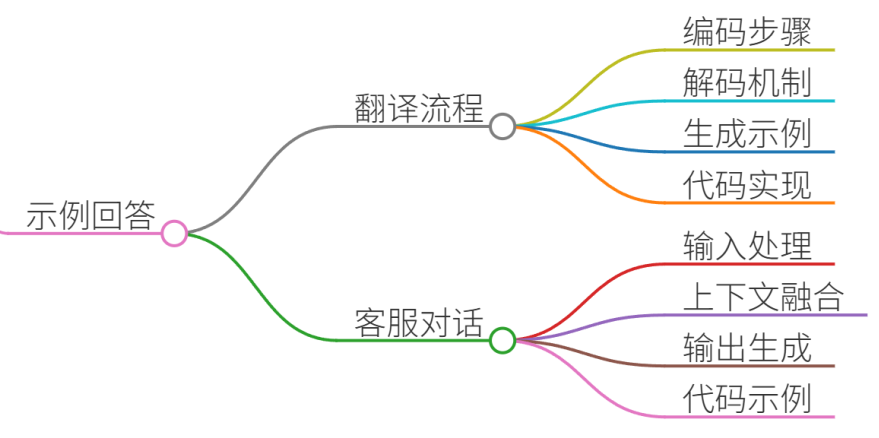 示例回答
翻译流程
编码步骤
解码机制
生成示例
代码实现
客服对话
输入处理
上下文融合
输出生成
代码示例